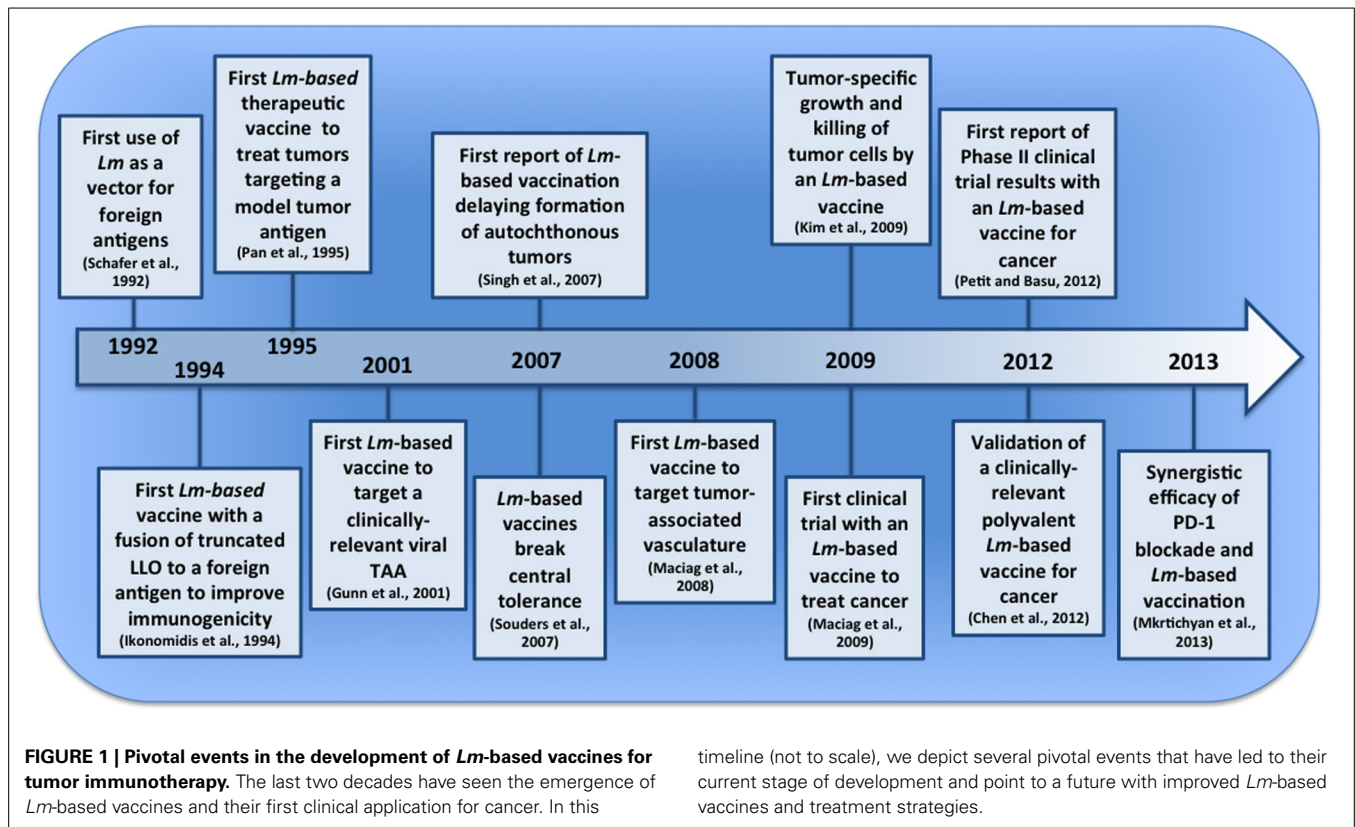 First use of
Lm as a
vector for
foreign
antigens
(Schafer et al.,
1992)
First Lm-based
therapeutic
vaccine to
treat tumors
targeting a
model tumor
antigen
(Pan et al., 1995)
First report of Lm-
based vaccination
delaying formation
of autochthonous
tumors
(Singh et al., 2007)
Tumor-specific
growth and
killing of
tumor cells by
an Lm-based
vaccine
(Kim et al., 2009)
First report of
Phase II clinical
trial results with
an Lm-based
vaccine for
cancer
(Petit and Basu, 2012)
1992
1994
1995
2001
2007
2008
2009
2012
2013
First Lm-based
vaccine with a
fusion of truncated
LLO to a foreign
antigen to improve
immunogenicity
(Ikonomidis et al., 1994)
First Lm-based
vaccine to
target a
clinically-
relevant viral
TAA
(Gunn et al., 2001)
Lm-based
vaccines
break
central
tolerance
(Souders et al.,
2007)
First Lm-based
vaccine to
target tumor-
associated
vasculature
(Maciag et al.,
2008)
First clinical
trial with an
Lm-based
vaccine to
treat cancer
(Maciag et al.,
2009)
Validation of
a clinically-
relevant
polyvalent
Lm-based
vaccine for
cancer
(Chen et al., 2012)
Synergistic
efficacy of
PD-1
blockade and
Lm-based
vaccination
(Mkrtichyan et al.,
2013)
FIGURE 1 | Pivotal events in the development of Lm-based vaccines for
tumor immunotherapy. The last two decades have seen the emergence of
Lm-based vaccines and their first clinical application for cancer. In this
timeline (not to scale), we depict several pivotal events that have led to their
current stage of development and point to a future with improved Lm-based
vaccines and treatment strategies.